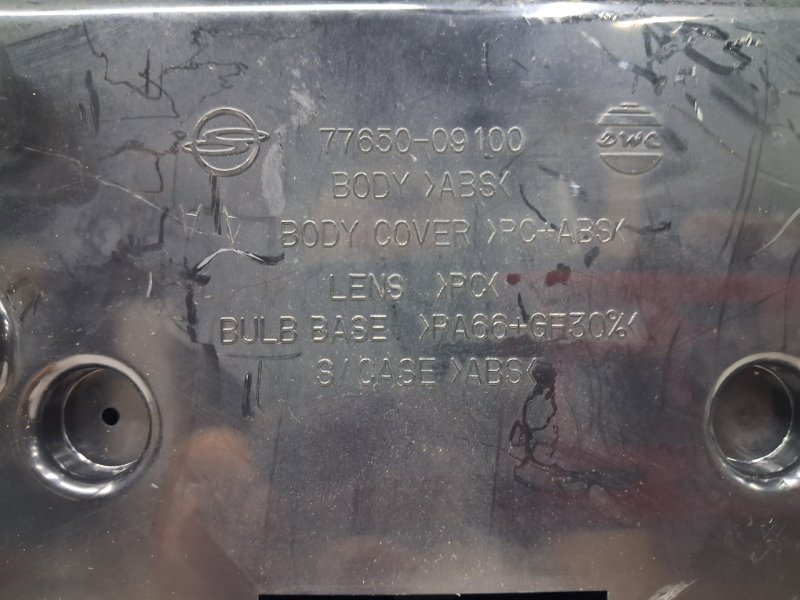 77650-09100
BODY >ABS<
BODY COVER >PC+ABS<
LENS >PC<
BULB BASE >PA66+GF30%<
S/CASE >ABS<